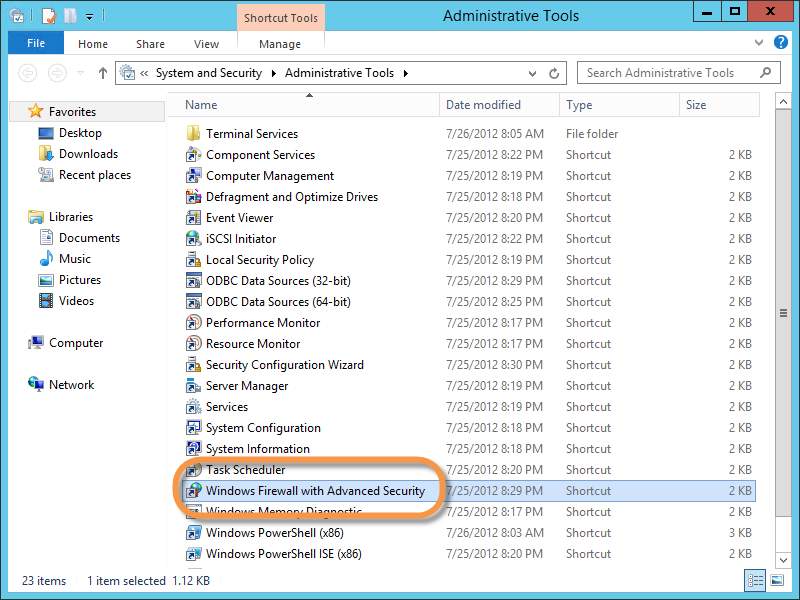 Shortcut Tools
Administrative Tools
File Home Share View Manage
« System and Security Administrative Tools Search Administrative Tools
Favorites
Desktop
Downloads
Recent places
Libraries
Documents
Music
Pictures
Videos
Computer
Network
Name Date modified Type Size
Terminal Services 7/26/2012 8:05 AM File folder
Component Services 7/25/2012 8:22 PM Shortcut 2 KB
Computer Management 7/25/2012 8:19 PM Shortcut 2 KB
Defragment and Optimize Drives 7/25/2012 8:18 PM Shortcut 2 KB
Event Viewer 7/25/2012 8:20 PM Shortcut 2 KB
iSCSI Initiator 7/25/2012 8:22 PM Shortcut 2 KB
Local Security Policy 7/25/2012 8:19 PM Shortcut 2 KB
ODBC Data Sources (32-bit) 7/25/2012 8:29 PM Shortcut 2 KB
ODBC Data Sources (64-bit) 7/25/2012 8:25 PM Shortcut 2 KB
Performance Monitor 7/25/2012 8:17 PM Shortcut 2 KB
Resource Monitor 7/25/2012 8:17 PM Shortcut 2 KB
Security Configuration Wizard 7/25/2012 8:30 PM Shortcut 2 KB
Server Manager 7/25/2012 8:19 PM Shortcut 2 KB
Services 7/25/2012 8:19 PM Shortcut 2 KB
System Configuration 7/25/2012 8:18 PM Shortcut 2 KB
System Information 7/25/2012 8:18 PM Shortcut 2 KB
Task Scheduler 7/25/2012 8:20 PM Shortcut 2 KB
Windows Firewall with Advanced Security 7/25/2012 8:29 PM Shortcut 2 KB
Windows Memory Diagnostic 7/25/2012 8:17 PM Shortcut 2 KB
Windows PowerShell (x86) 7/26/2012 8:03 AM Shortcut 3 KB
Windows PowerShell ISE (x86) 7/25/2012 8:20 PM Shortcut 2 KB
23 items 1 item selected 1.12 KB